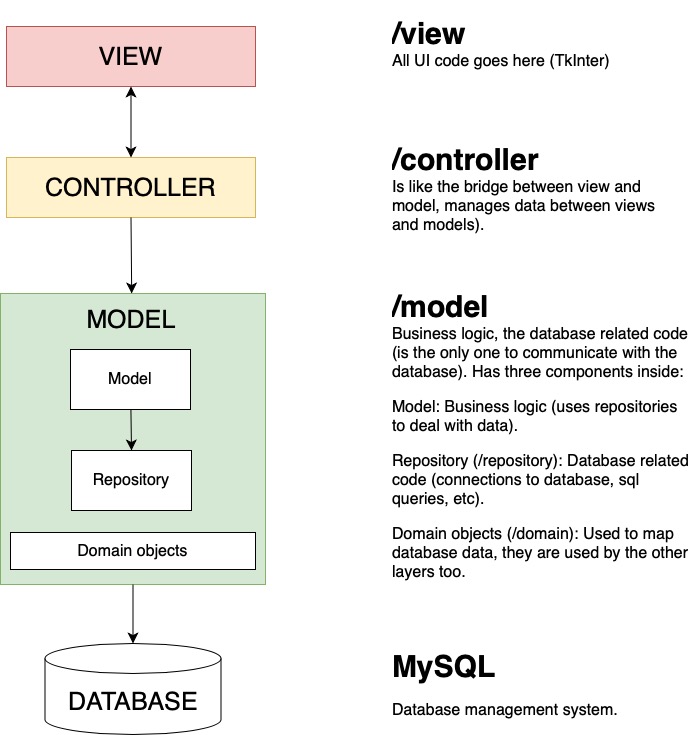 VIEW
/view
All UI code goes here (TkInter)
CONTROLLER
/controller
Is like the bridge between view and
model, manages data between views
and models).
MODEL
Model
Repository
Domain objects
/model
Business logic, the database related code
(is the only one to communicate with the
database). Has three components inside:
Model: Business logic (uses repositories
to deal with data).
Repository (/repository): Database related
code (connections to database, sql
queries, etc).
Domain objects (/domain): Used to map
database data, they are used by the other
layers too.
DATABASE
MySQL
Database management system.